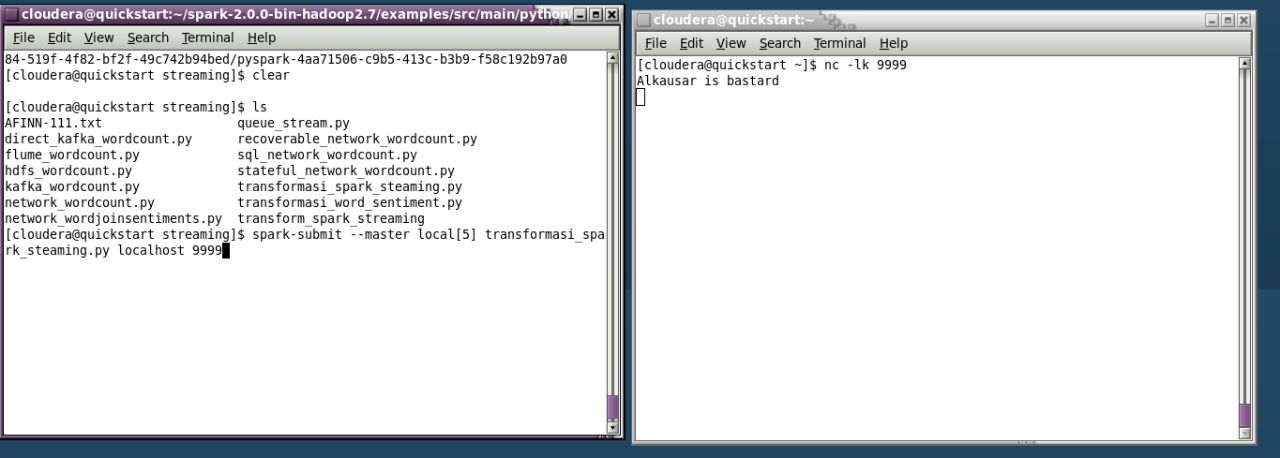 cloudera@quickstart:~/spark-2.0.0-bin-hadoop2.7/examples/src/main/python/
File Edit View Search Terminal Help
84-519f-4f82-bf2f-49c742b94bed/pyspark-4aa71506-c9b5-413c-b3b9-f58c192b97a0
[cloudera@quickstart streaming]$ clear
[cloudera@quickstart streaming]$ ls
AFINN-111.txt queue_stream.py
direct_kafka_wordcount.py recoverable_network_wordcount.py
flume_wordcount.py sql_network_wordcount.py
hdfs_wordcount.py stateful_network_wordcount.py
kafka_wordcount.py transformasi_spark_steaming.py
network_wordcount.py transformasi_word_sentiment.py
network_wordjoinsentiments.py transform_spark_streaming
[cloudera@quickstart streaming]$ spark-submit --master local[5] transformasi_spa
rk_steaming.py localhost 9999
cloudera@quickstart:~
File Edit View Search Terminal Help
[cloudera@quickstart ~]$ nc -lk 9999
Alkausar is bastard